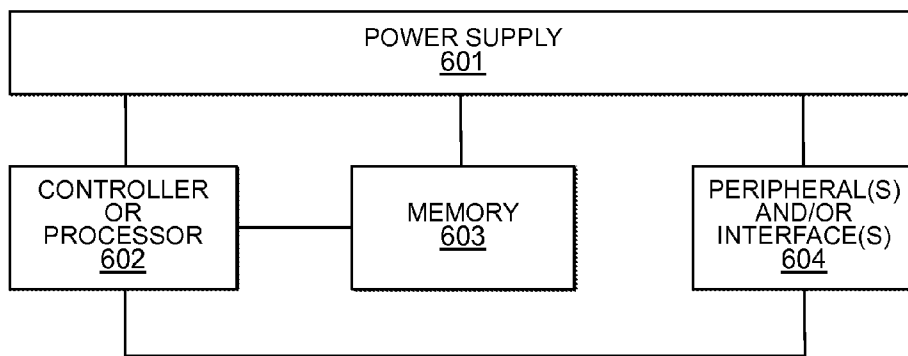 POWER SUPPLY
601
CONTROLLER
OR
PROCESSOR
602
MEMORY
603
PERIPHERAL(S)
AND/OR
INTERFACE(S)
604